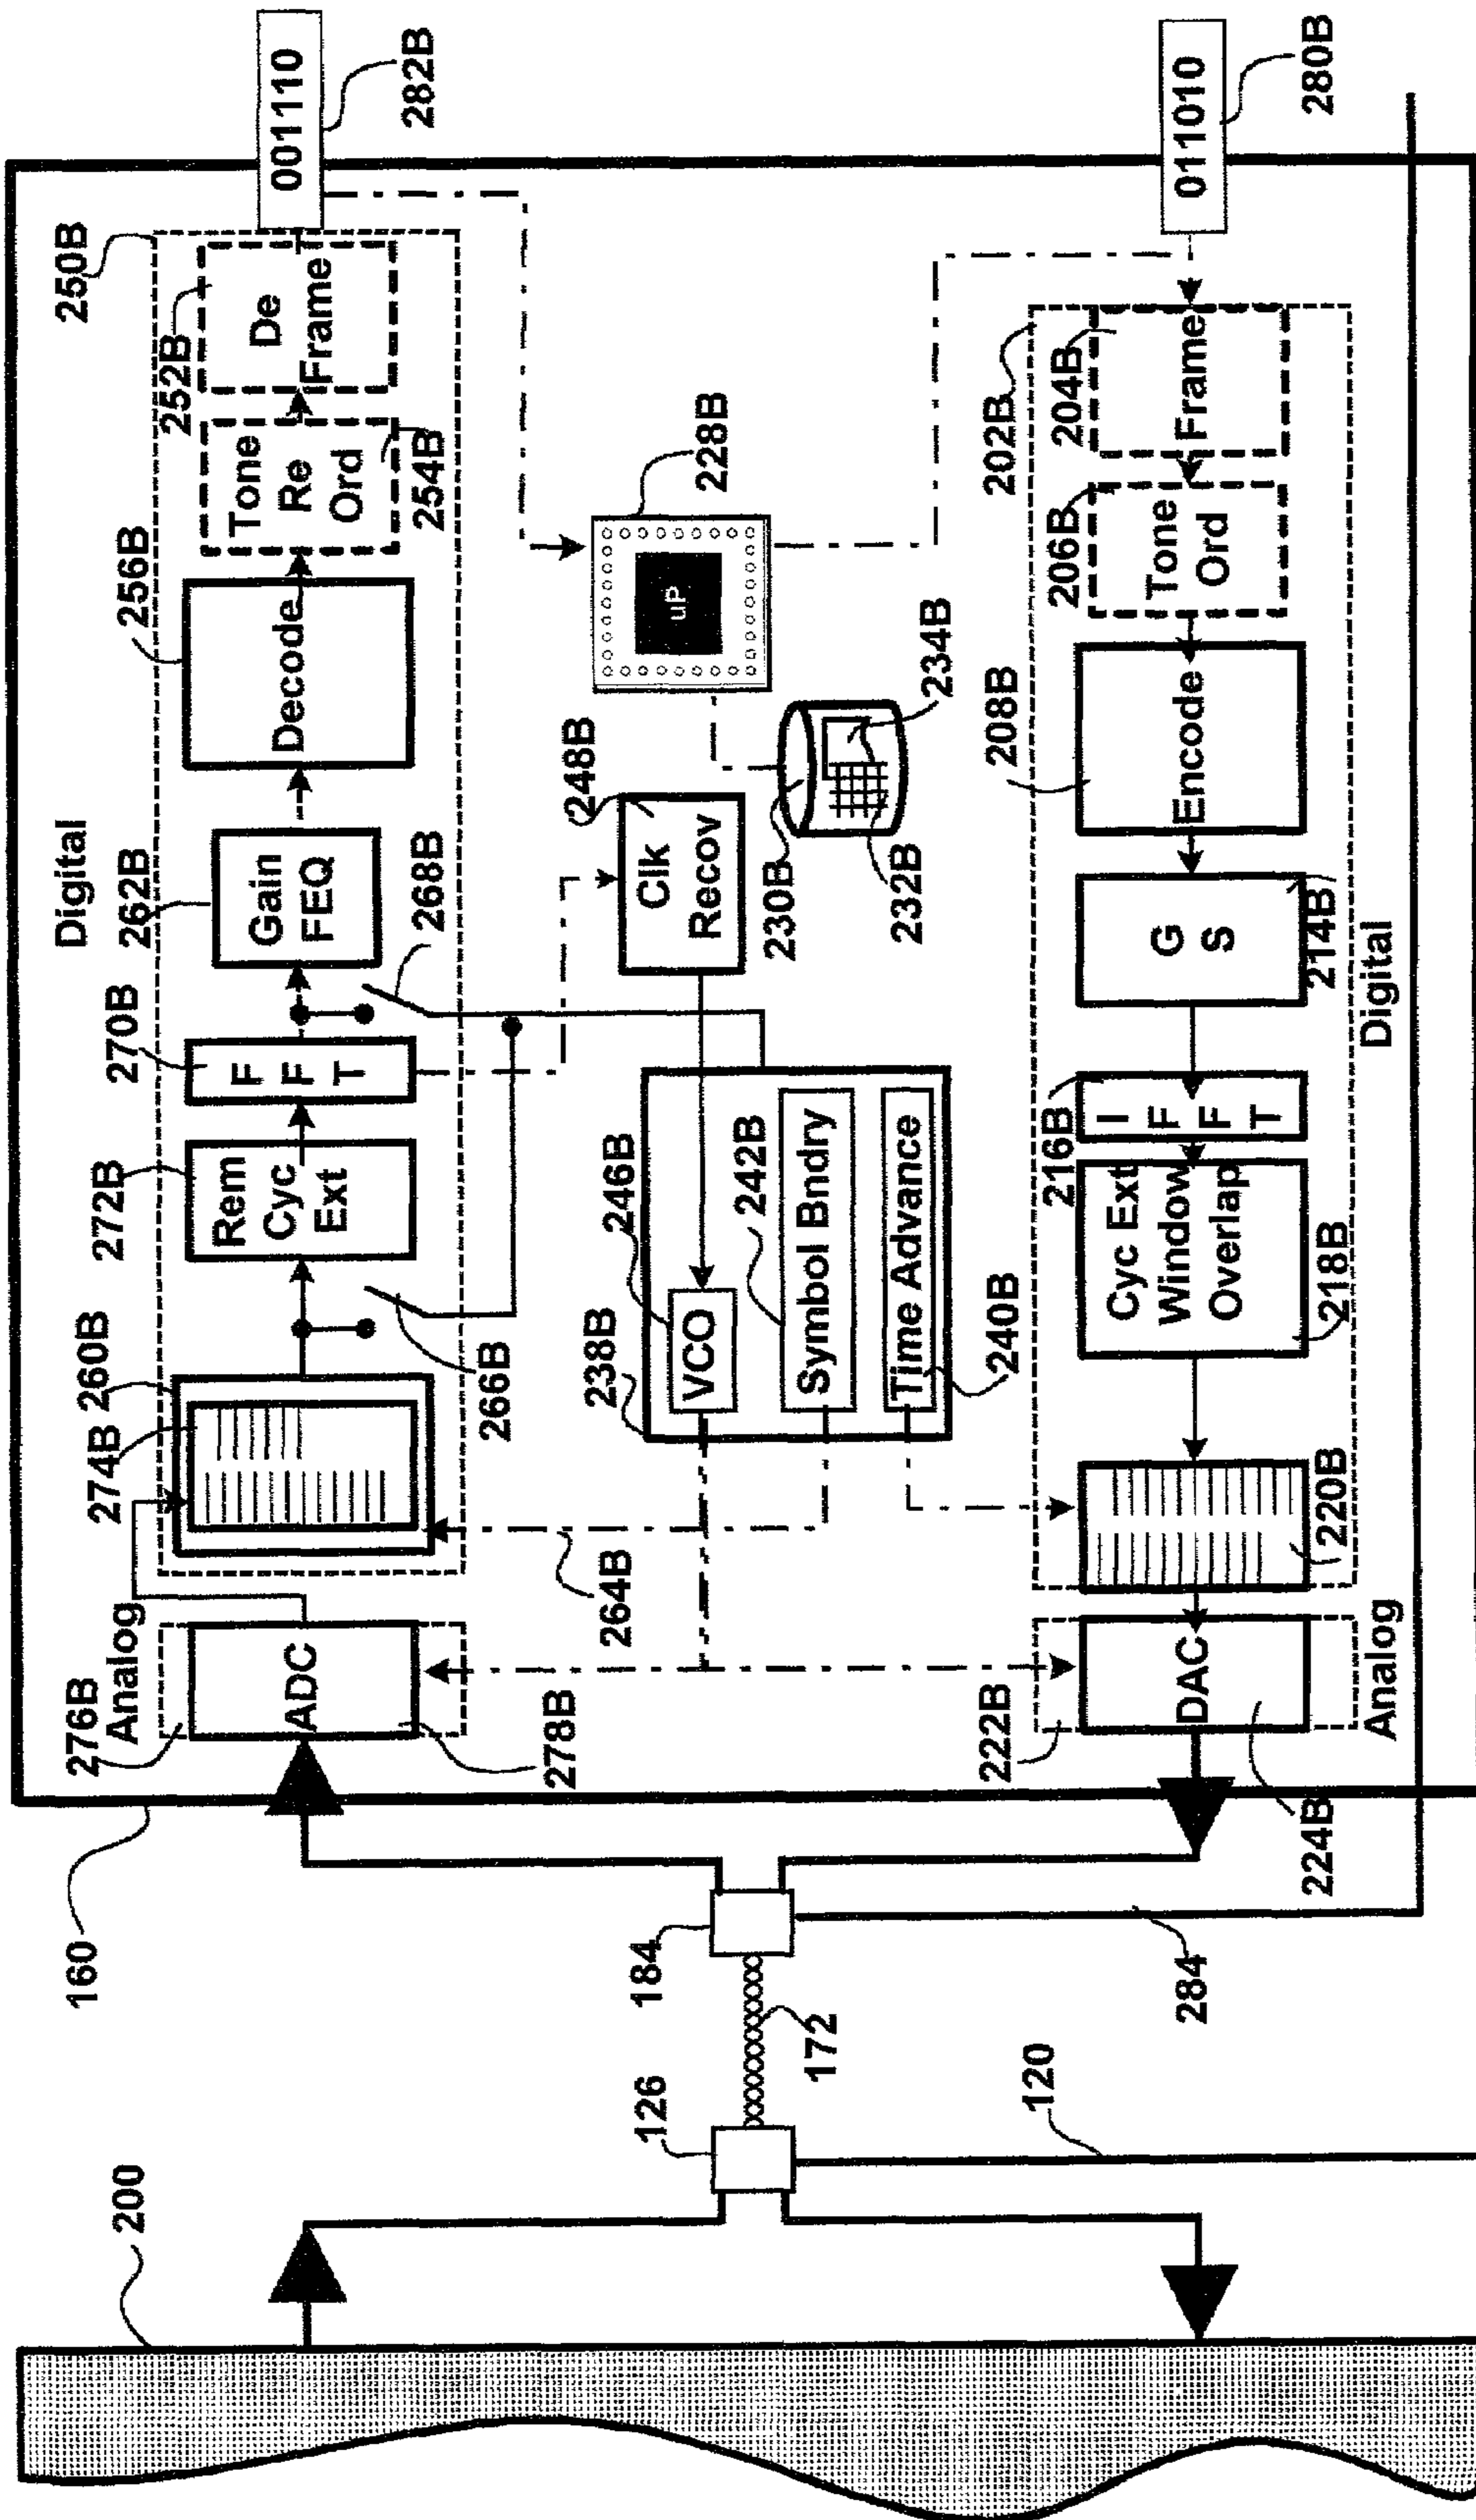 200
160
126
120
184
172
284
276B
Analog
ADC
278B
274B
260B
Rem
Cyc
Ext
272B
F
F
T
270B
Digital
262B
Gain
FEQ
268B
266B
256B
Decode
Tone
Re
Ord
254B
252B
De
Frame
250B
001110
282B
264B
238B
VCO
246B
Symbol Bndry
242B
Time Advance
240B
Clk
Recov
248B
230B
232B
234B
uP
228B
222B
DAC
Analog
224B
220B
Cyc Ext
Window
Overlap
218B
216B
I
F
F
T
G
S
214B
Digital
208B
Encode
206B
Tone
Ord
202B
204B
Frame
011010
280B